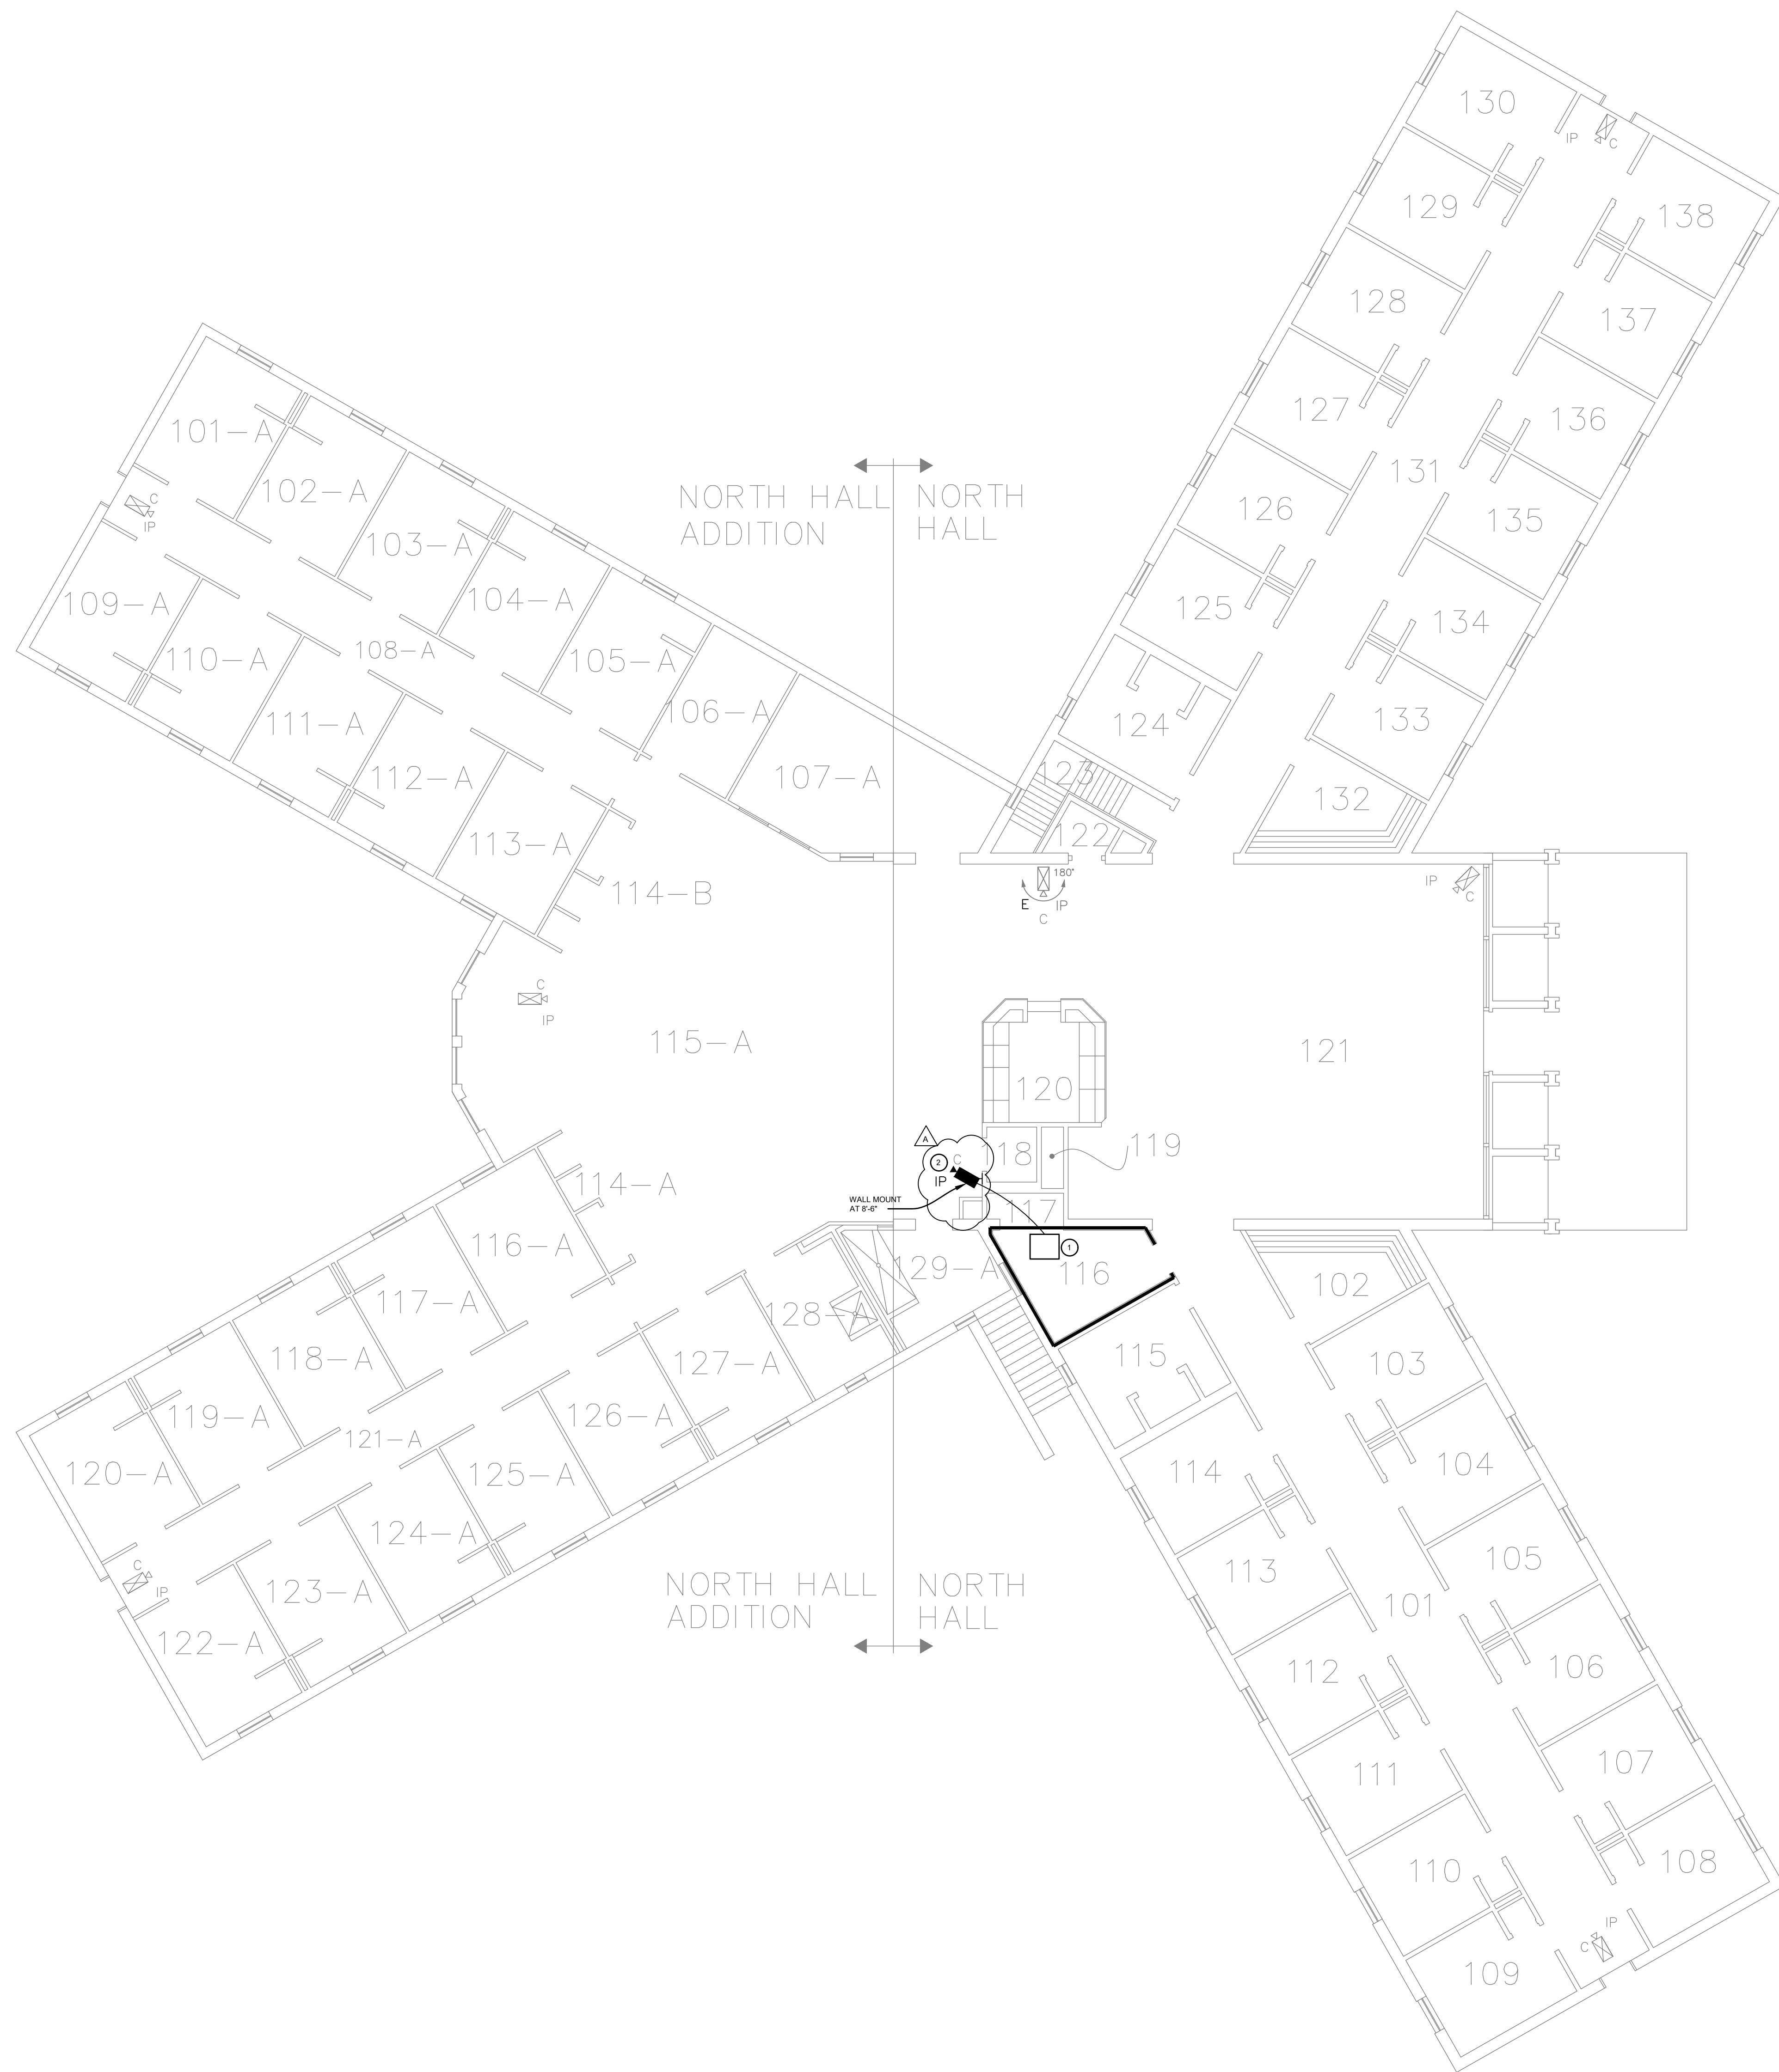 130
IP
C
129
138
128
137
127
136
101-A
131
102-A
C
IP
NORTH HALL
ADDITION
NORTH
HALL
126
135
103-A
109-A
104-A
125
134
110-A
108-A
105-A
106-A
124
133
111-A
112-A
107-A
123
132
113-A
122
114-B
180°
E
IP
C
IP
C
C
IP
115-A
121
120
A
2
C
IP
118
119
WALL MOUNT
AT 8'-6"
117
114-A
116-A
1
129-A
116
102
117-A
128-A
118-A
127-A
115
103
119-A
126-A
121-A
120-A
125-A
114
104
124-A
C
IP
123-A
113
105
NORTH HALL
ADDITION
NORTH
HALL
101
122-A
112
106
111
107
110
108
IP
C
109